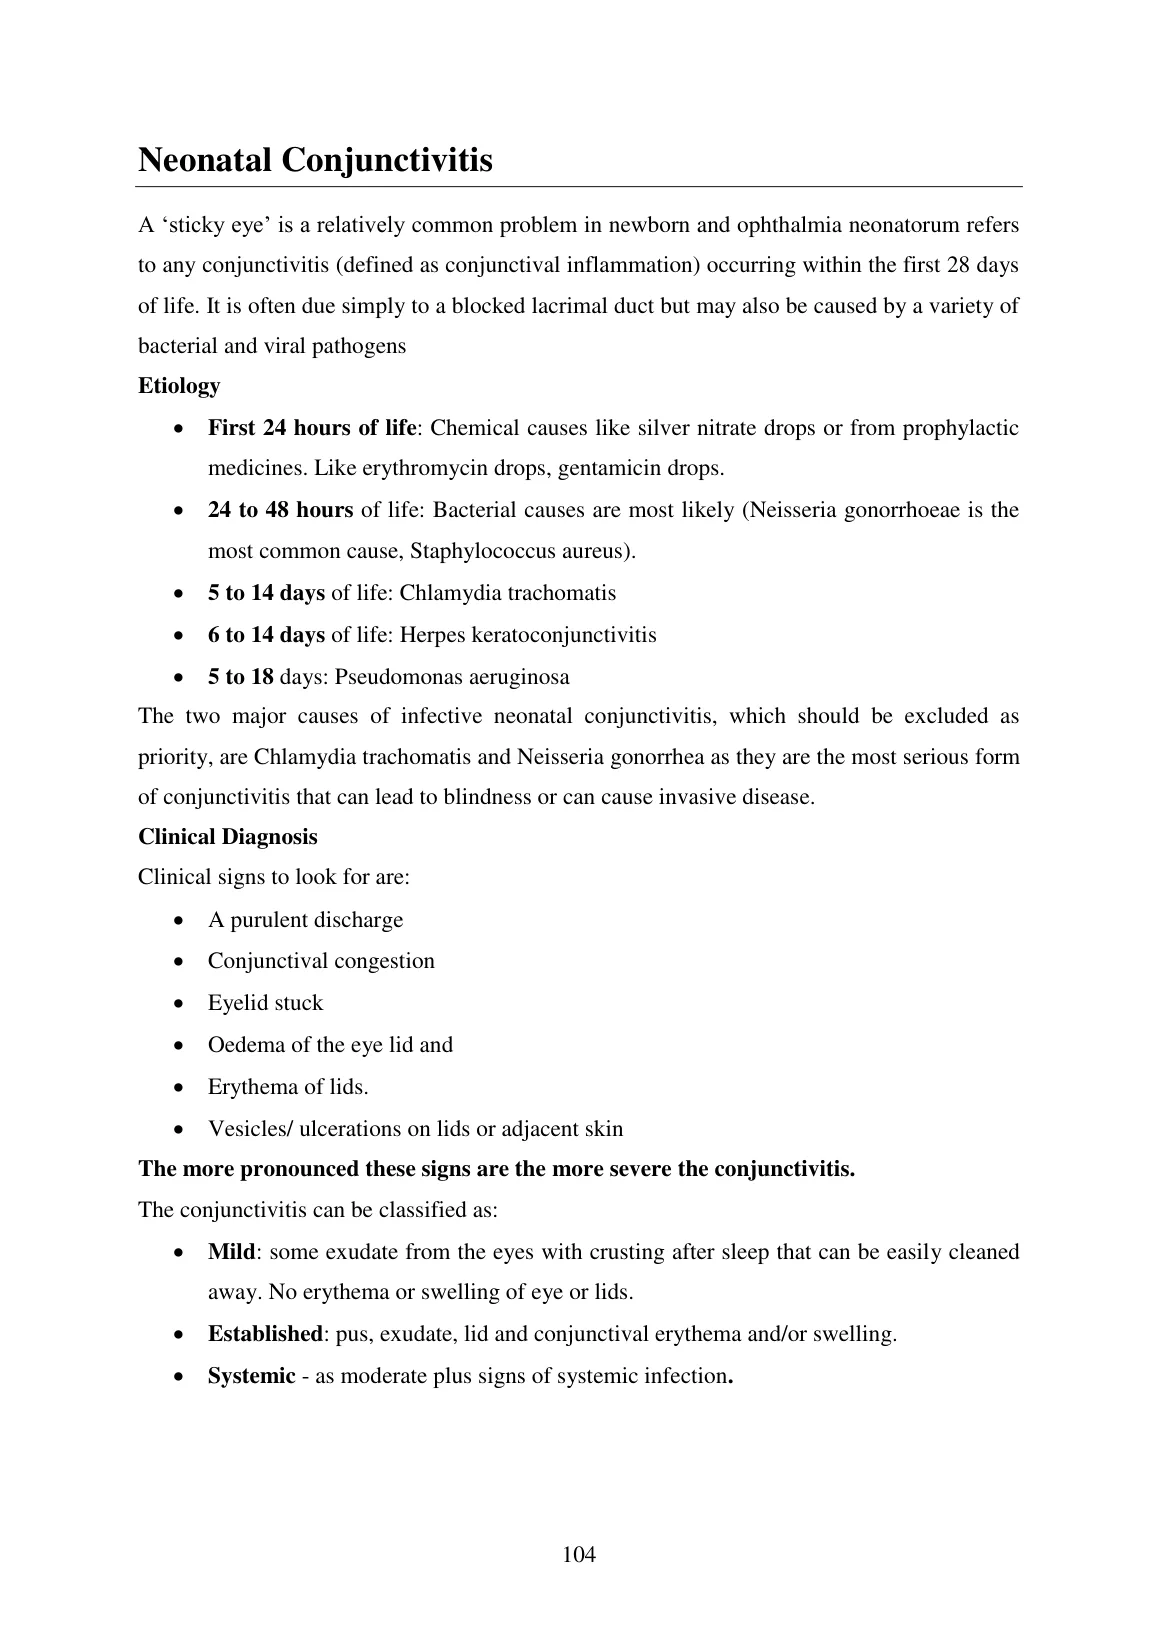 Neonatal Conjunctivitis
A ‘sticky eye’ is a relatively common problem in newborn and ophthalmia neonatorum refers
to any conjunctivitis (defined as conjunctival inflammation) occurring within the first 28 days
of life. It is often due simply to a blocked lacrimal duct but may also be caused by a variety of
bacterial and viral pathogens
Etiology
• First 24 hours of life: Chemical causes like silver nitrate drops or from prophylactic
medicines. Like erythromycin drops, gentamicin drops.
• 24 to 48 hours of life: Bacterial causes are most likely (Neisseria gonorrhoeae is the
most common cause, Staphylococcus aureus).
• 5 to 14 days of life: Chlamydia trachomatis
• 6 to 14 days of life: Herpes keratoconjunctivitis
• 5 to 18 days: Pseudomonas aeruginosa
The two major causes of infective neonatal conjunctivitis, which should be excluded as
priority, are Chlamydia trachomatis and Neisseria gonorrhea as they are the most serious form
of conjunctivitis that can lead to blindness or can cause invasive disease.
Clinical Diagnosis
Clinical signs to look for are:
• A purulent discharge
• Conjunctival congestion
• Eyelid stuck
• Oedema of the eye lid and
• Erythema of lids.
• Vesicles/ ulcerations on lids or adjacent skin
The more pronounced these signs are the more severe the conjunctivitis.
The conjunctivitis can be classified as:
• Mild: some exudate from the eyes with crusting after sleep that can be easily cleaned
away. No erythema or swelling of eye or lids.
• Established: pus, exudate, lid and conjunctival erythema and/or swelling.
• Systemic - as moderate plus signs of systemic infection.
104